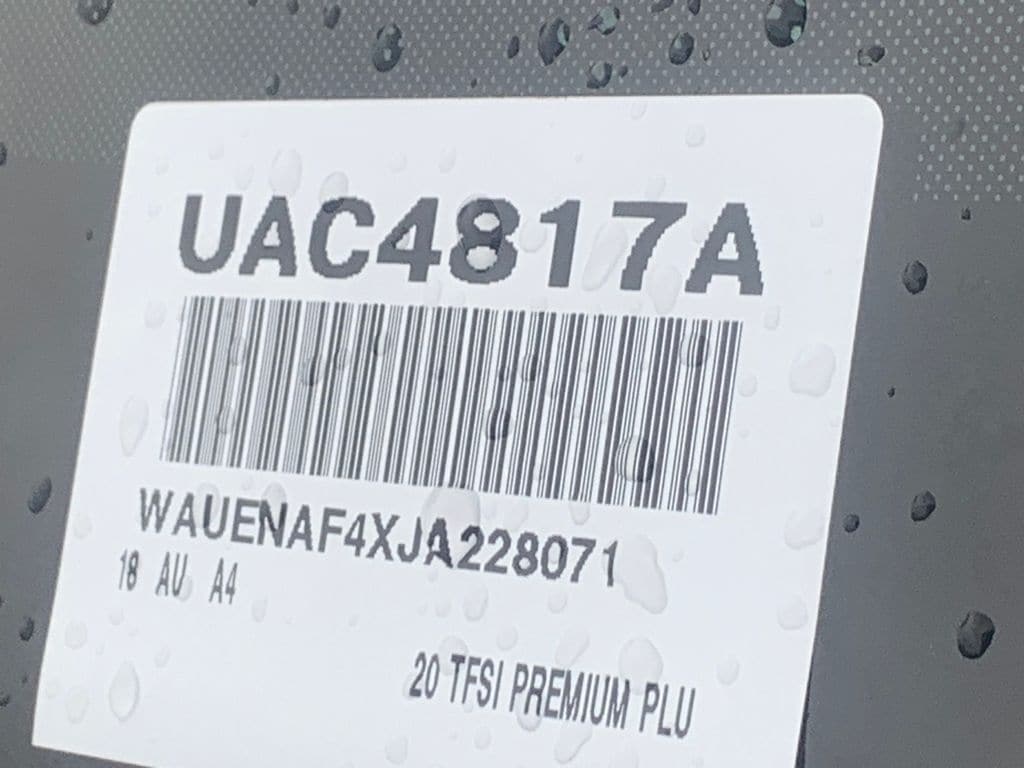 UAC4817A
WAUENAF4XJA228071
18 AU A4
20 TFSI PREMIUM PLU